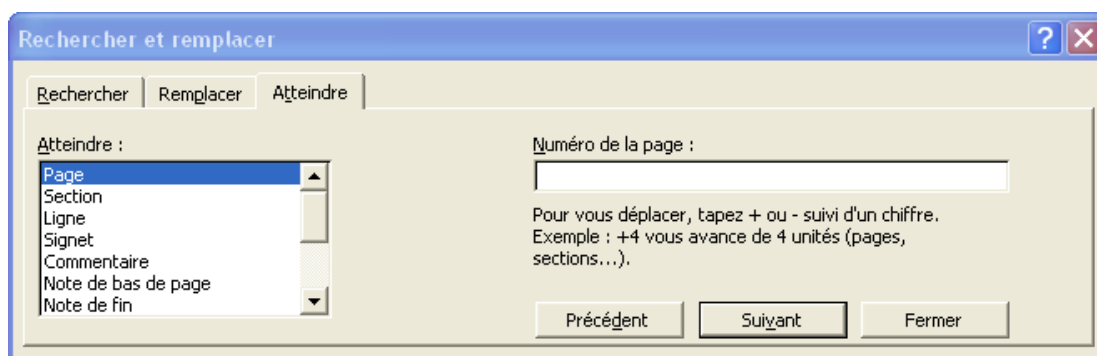 Rechercher et remplacer
?
Rechercher
Remplacer
Atteindre
Atteindre :
Page
Section
Ligne
Signet
Commentaire
Note de bas de page
Note de fin
Numéro de la page :
Pour vous déplacer, tapez + ou - suivi d'un chiffre.
Exemple : +4 vous avance de 4 unités (pages,
sections...).
Précédent
Suivant
Fermer